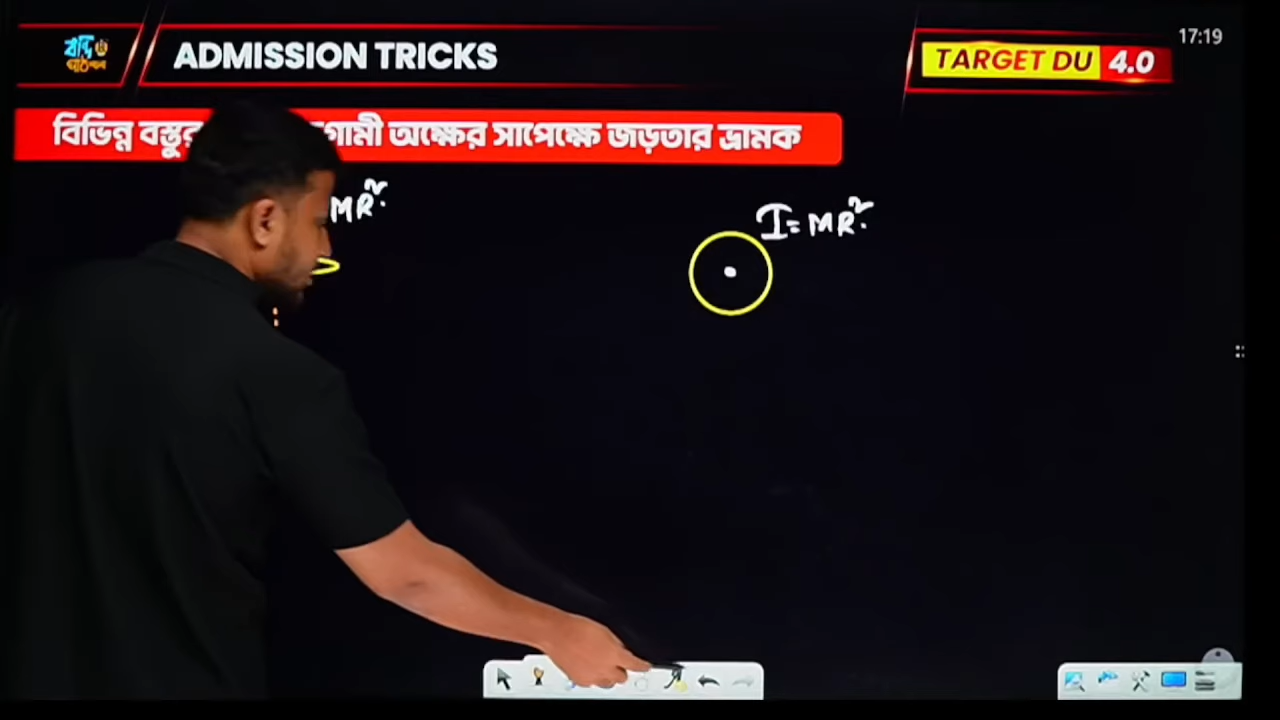 ADMISSION TRICKS
TARGET DU 4.0
17:19
বিভিন্ন বস্তুর গামী অক্ষের সাপেক্ষে জড়তার ভ্রামক
MR².
I = MR².